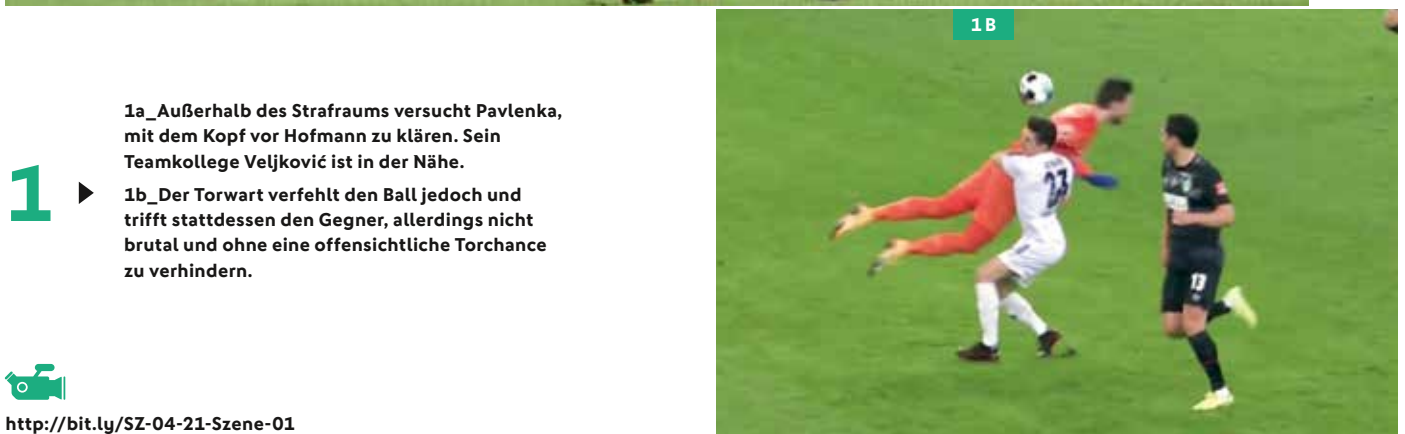 1B
1
1a_Außerhalb des Strafraums versucht Pavlenka,
mit dem Kopf vor Hofmann zu klären. Sein
Teamkollege Veljković ist in der Nähe.
1b_Der Torwart verfehlt den Ball jedoch und
trifft stattdessen den Gegner, allerdings nicht
brutal und ohne eine offensichtliche Torchance
zu verhindern.
http://bit.ly/SZ-04-21-Szene-01
13